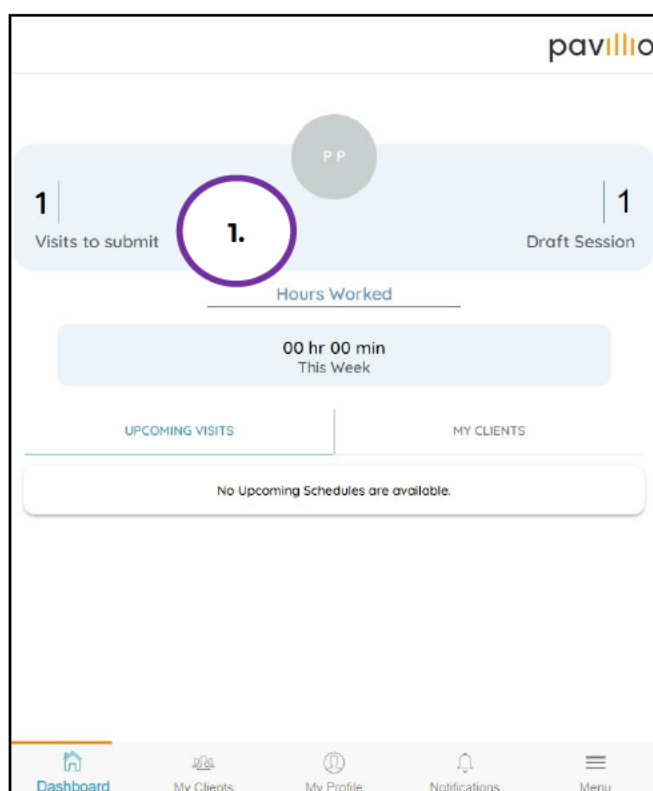 pavillio
P P
1
1
Visits to submit
1.
Draft Session
Hours Worked
00 hr 00 min
This Week
UPCOMING VISITS
MY CLIENTS
No Upcoming Schedules are available.
Dashboard
My Clients
My Profile
Notifications
Menu